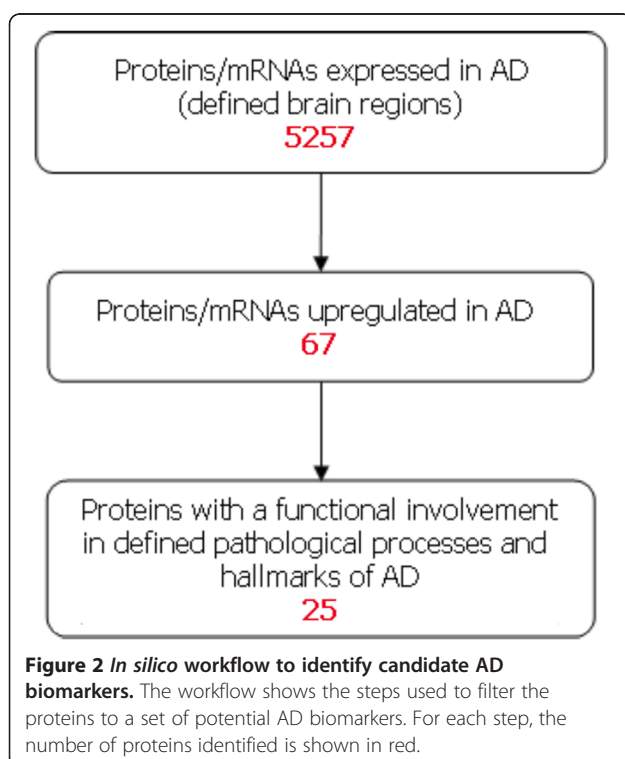 Proteins/mRNAs expressed in AD
(defined brain regions)
5257
Proteins/mRNAs upregulated in AD
67
Proteins with a functional involvement
in defined pathological processes and
hallmarks of AD
25
Figure 2 In silico workflow to identify candidate AD
biomarkers. The workflow shows the steps used to filter the
proteins to a set of potential AD biomarkers. For each step, the
number of proteins identified is shown in red.